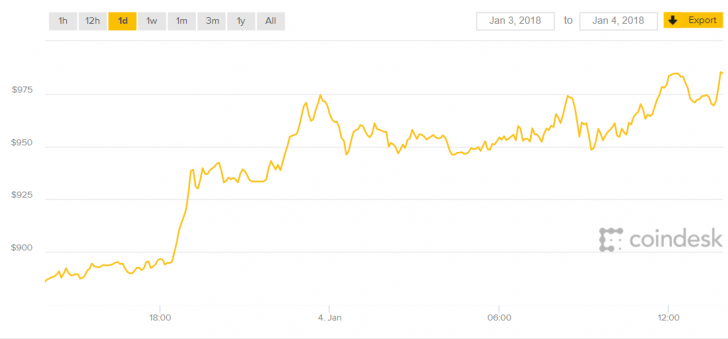 1h 12h 1d 1w 1m 3m 1y All Jan 3, 2018 to Jan 4, 2018 Export
$975
$950
$925
$900
coindesk
18:00 4. Jan 06:00 12:00